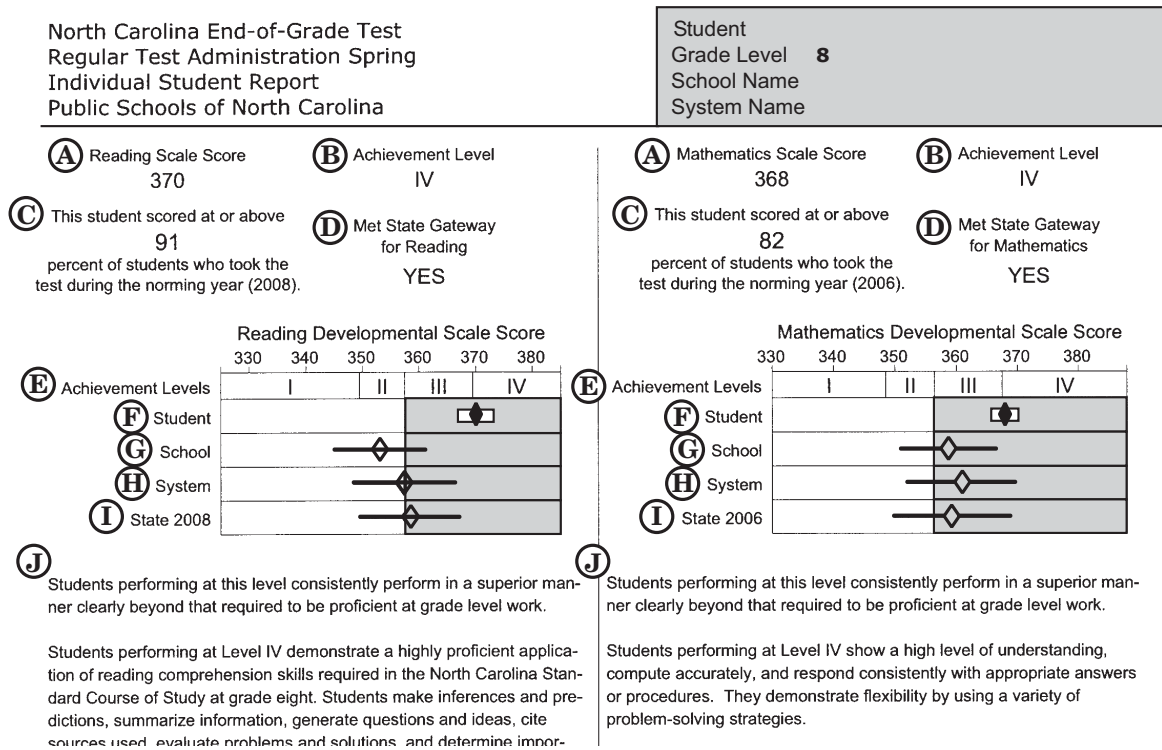 North Carolina End-of-Grade Test
Regular Test Administration Spring
Individual Student Report
Public Schools of North Carolina
Student
Grade Level 8
School Name
System Name
A Reading Scale Score
370
B Achievement Level
IV
C This student scored at or above
91
percent of students who took the
test during the norming year (2008).
D Met State Gateway
for Reading
YES
Reading Developmental Scale Score
330 340 350 360 370 380
E Achievement Levels I II III IV
F Student
G School
H System
I State 2008
J
Students performing at this level consistently perform in a superior man-
ner clearly beyond that required to be proficient at grade level work.
Students performing at Level IV demonstrate a highly proficient applica-
tion of reading comprehension skills required in the North Carolina Stan-
dard Course of Study at grade eight. Students make inferences and pre-
dictions, summarize information, generate questions and ideas, cite
sources used, evaluate problems and solutions, and determine impor-
A Mathematics Scale Score
368
B Achievement Level
IV
C This student scored at or above
82
percent of students who took the
test during the norming year (2006).
D Met State Gateway
for Mathematics
YES
Mathematics Developmental Scale Score
330 340 350 360 370 380
E Achievement Levels I II III IV
F Student
G School
H System
I State 2006
J
Students performing at this level consistently perform in a superior man-
ner clearly beyond that required to be proficient at grade level work.
Students performing at Level IV show a high level of understanding,
compute accurately, and respond consistently with appropriate answers
or procedures. They demonstrate flexibility by using a variety of
problem-solving strategies.